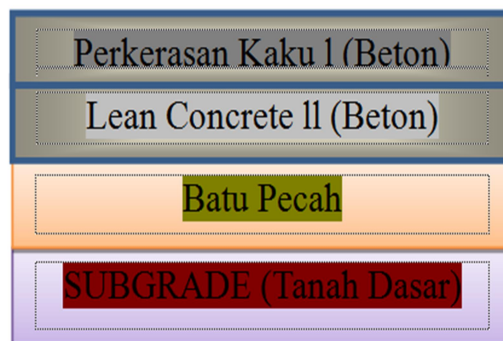 Perkerasan Kaku l (Beton)
Lean Concrete ll (Beton)
Batu Pecah
SUBGRADE (Tanah Dasar)